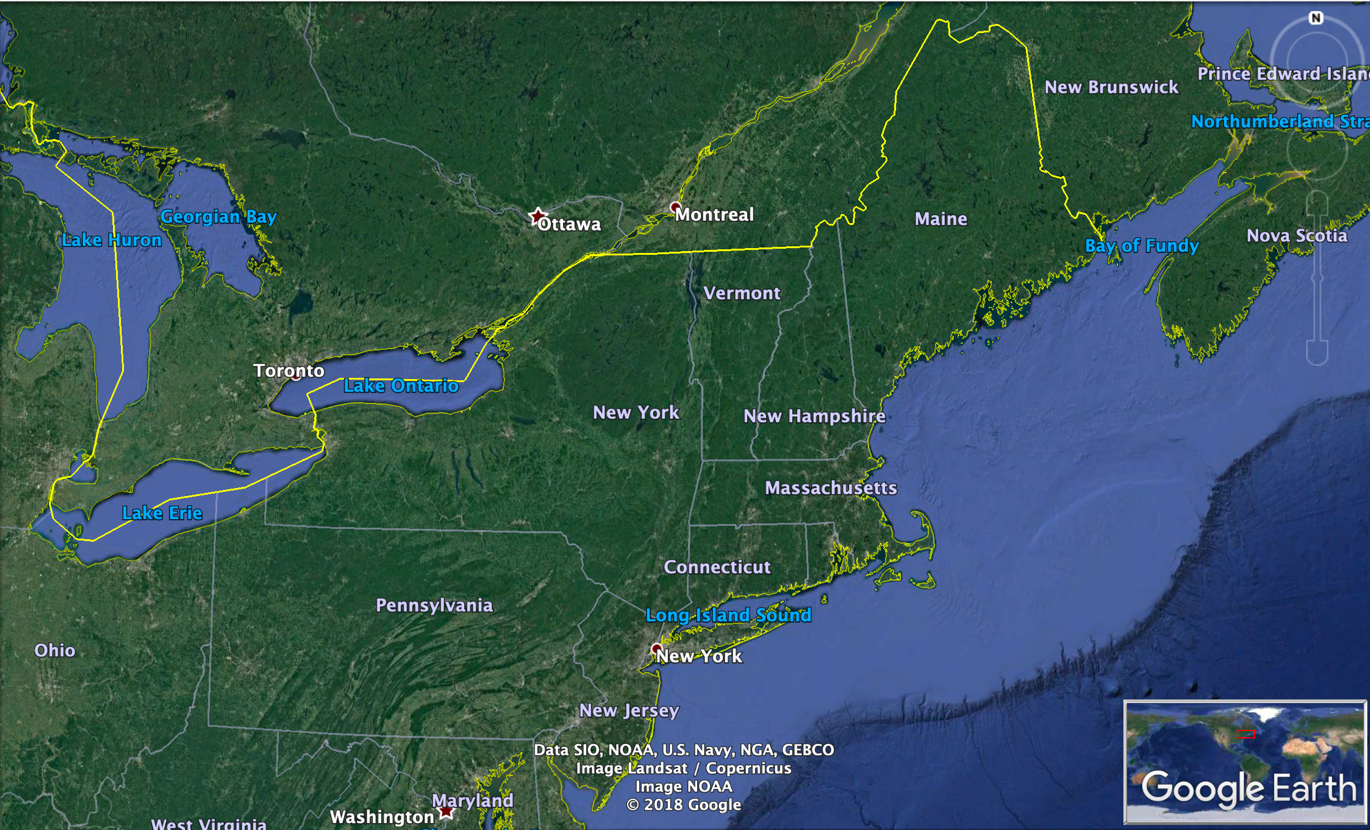 N
Prince Edward Islan
New Brunswick
Northumberland Stra
Georgian Bay
Montreal
Ottawa
Maine
Lake Huron
Nova Scotia
Bay of Fundy
Vermont
Toronto
Lake Ontario
New York
New Hampshire
Massachusetts
Lake Erie
Connecticut
Pennsylvania
Long Island Sound
Ohio
New York
New Jersey
Data SIO, NOAA, U.S. Navy, NGA, GEBCO
Image Landsat / Copernicus
Image NOAA
© 2018 Google
Google Earth
Maryland
Washington
West Virginia